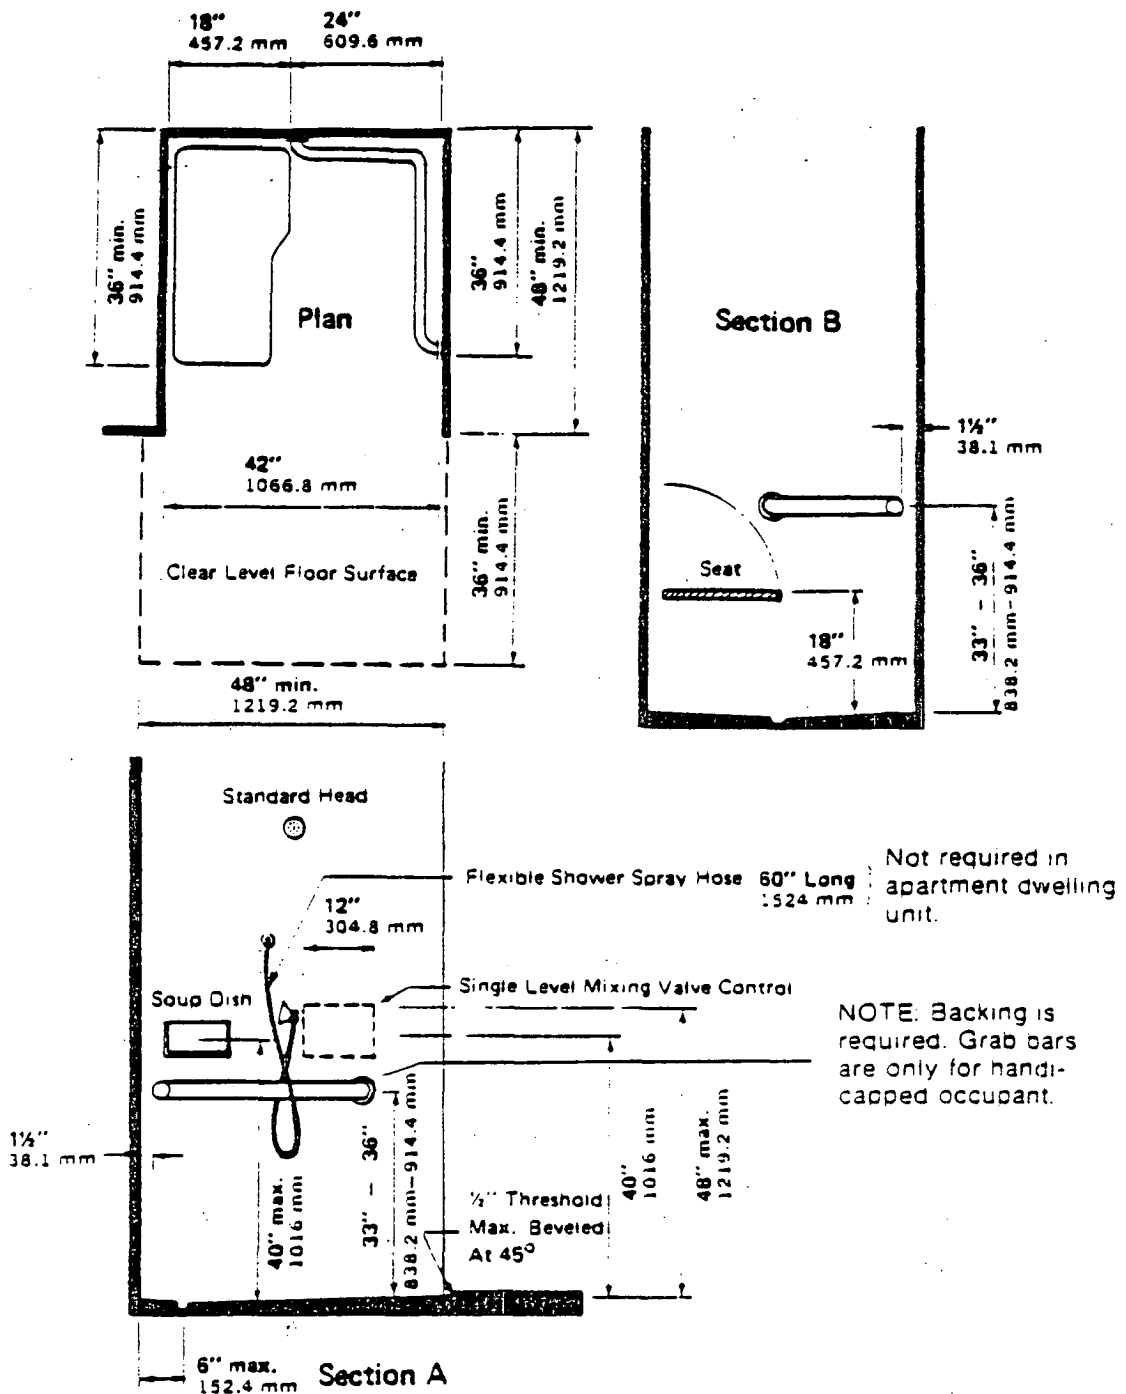 18" 24"
457.2 mm 609.6 mm
36" min.
914.4 mm
36"
914.4 mm
48" min.
1219.2 mm
Plan
42"
1066.8 mm
Clear Level Floor Surface
36" min.
914.4 mm
48" min.
1219.2 mm
Section B
1½"
38.1 mm
Seat
18"
457.2 mm
33" - 36"
838.2 mm-914.4 mm
Standard Head
Flexible Shower Spray Hose 60" Long
1524 mm
Not required in
apartment dwelling
unit.
12"
304.8 mm
Soup Dish
Single Level Mixing Valve Control
NOTE: Backing is
required. Grab bars
are only for handi-
capped occupant.
1½"
38.1 mm
40" max.
1016 mm
33" - 36"
838.2 mm-914.4 mm
½" Threshold
Max. Beveled
At 45°
40"
1016 mm
48" max.
1219.2 mm
6" max.
152.4 mm
Section A